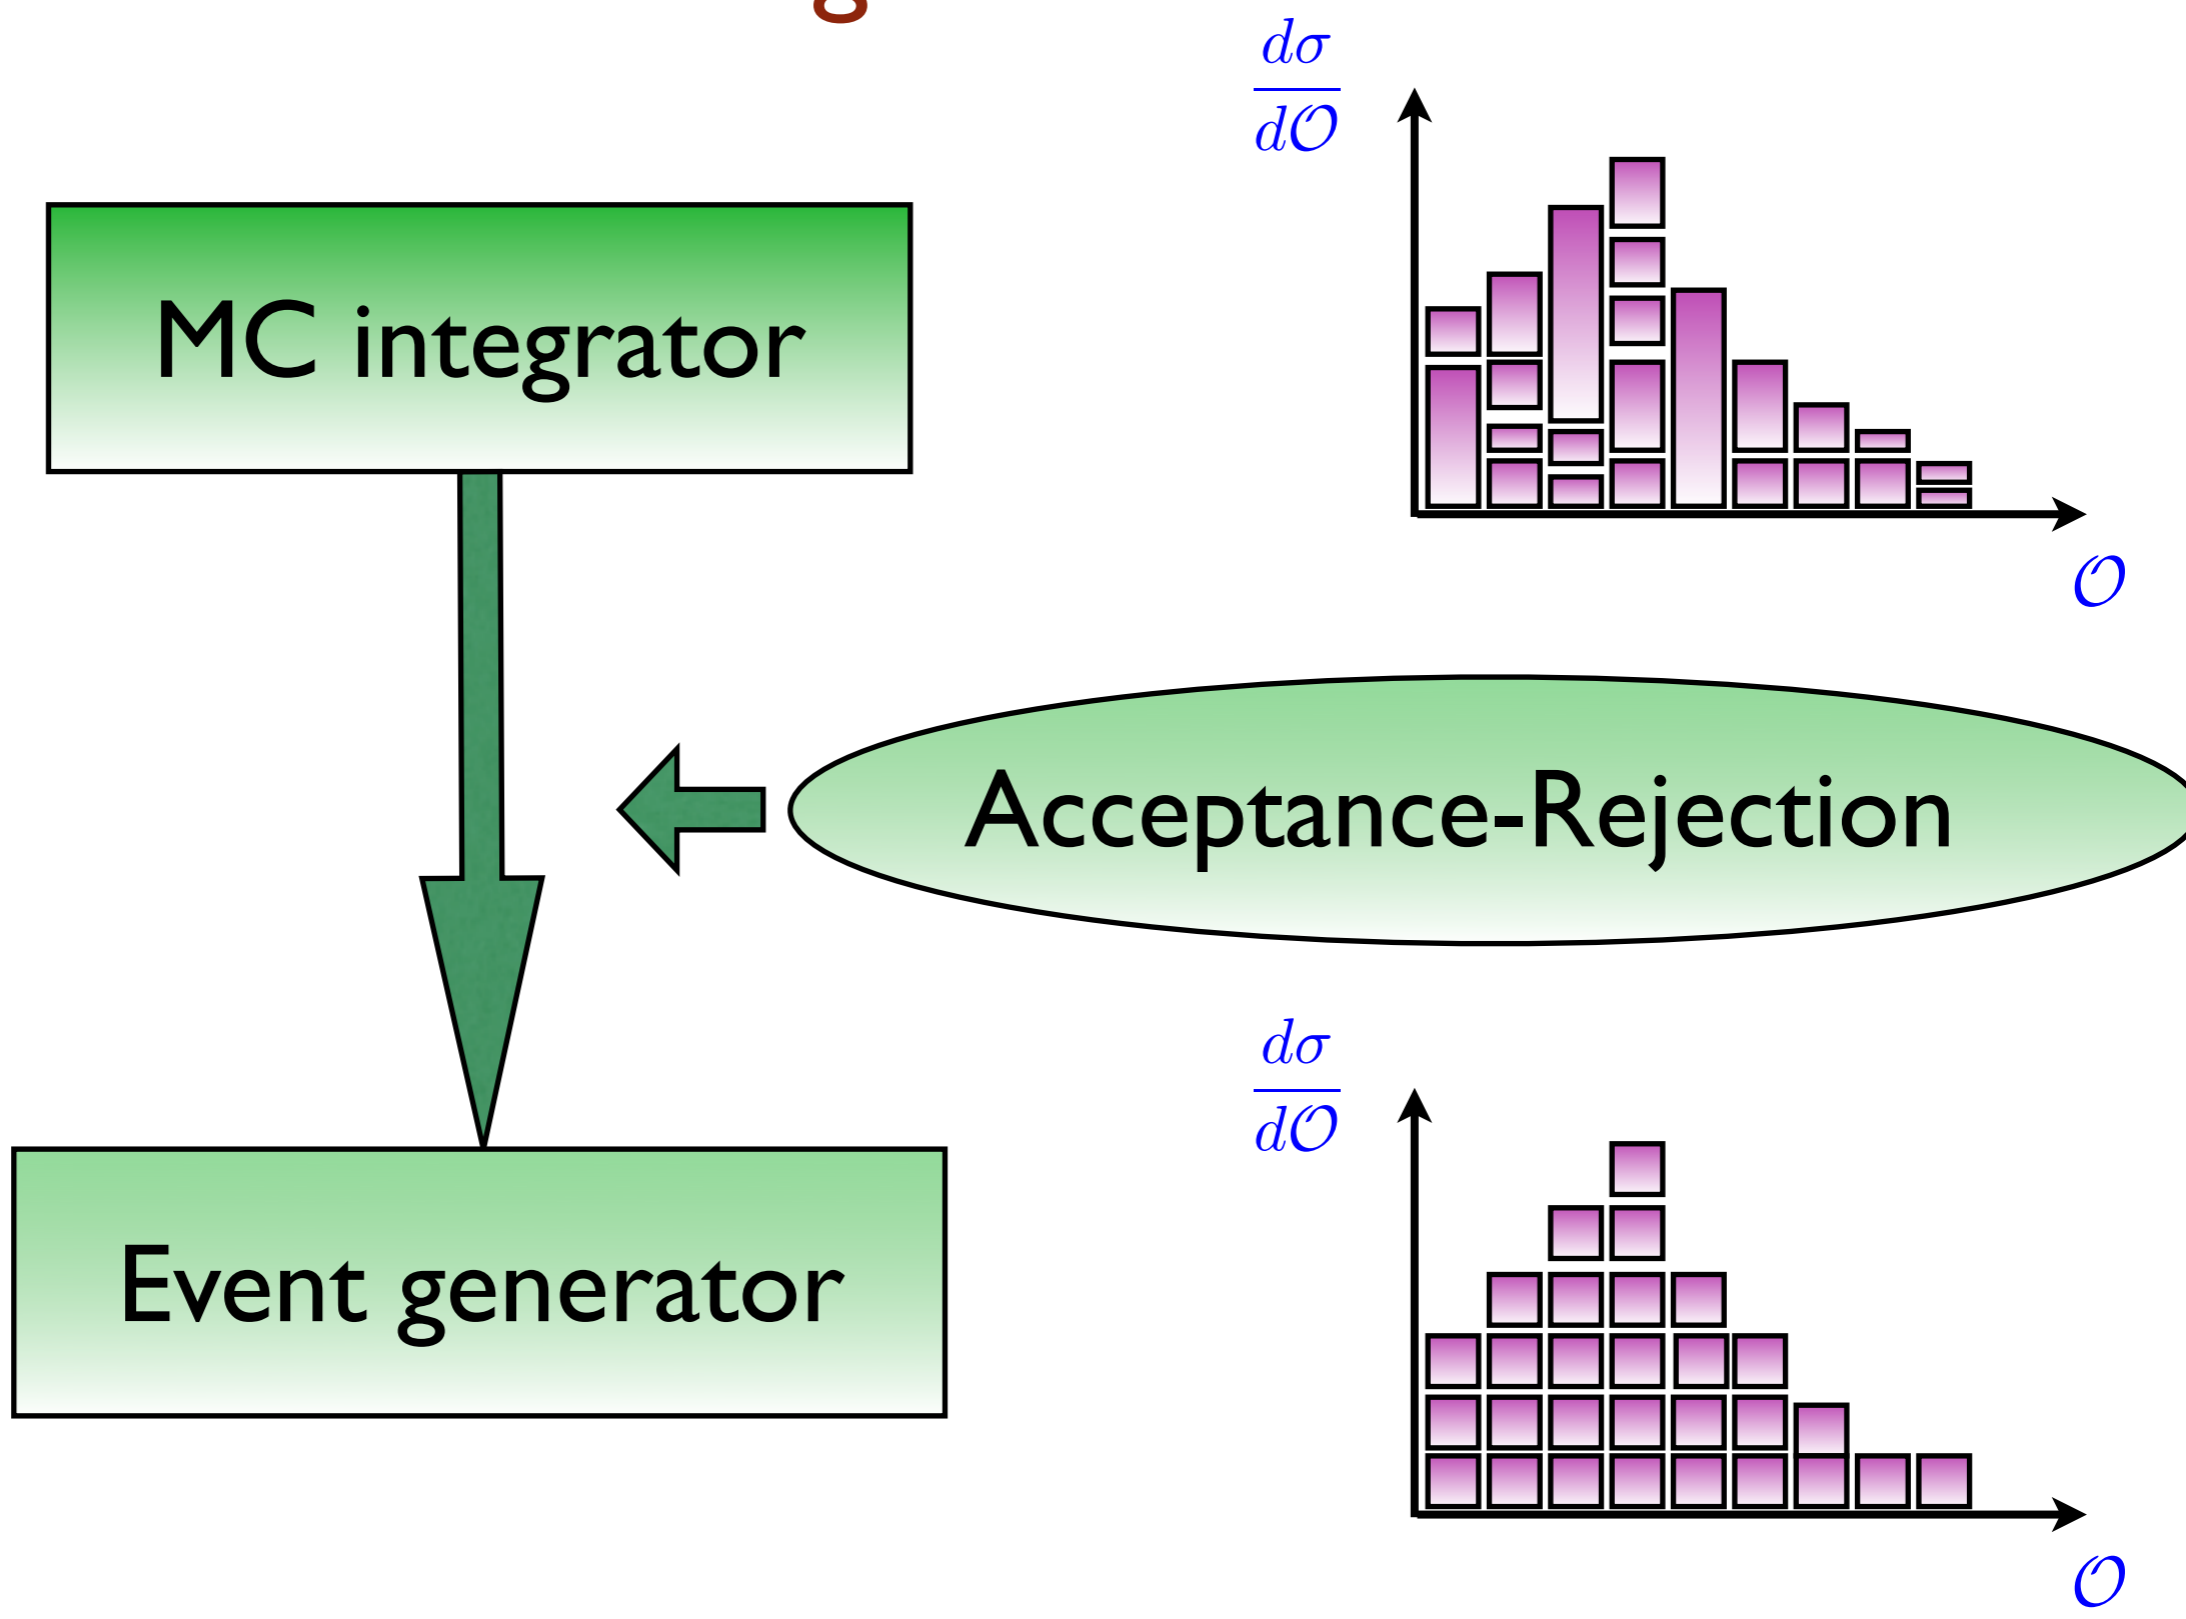 dσ
d𝒪
MC integrator
𝒪
Acceptance-Rejection
dσ
d𝒪
Event generator
𝒪